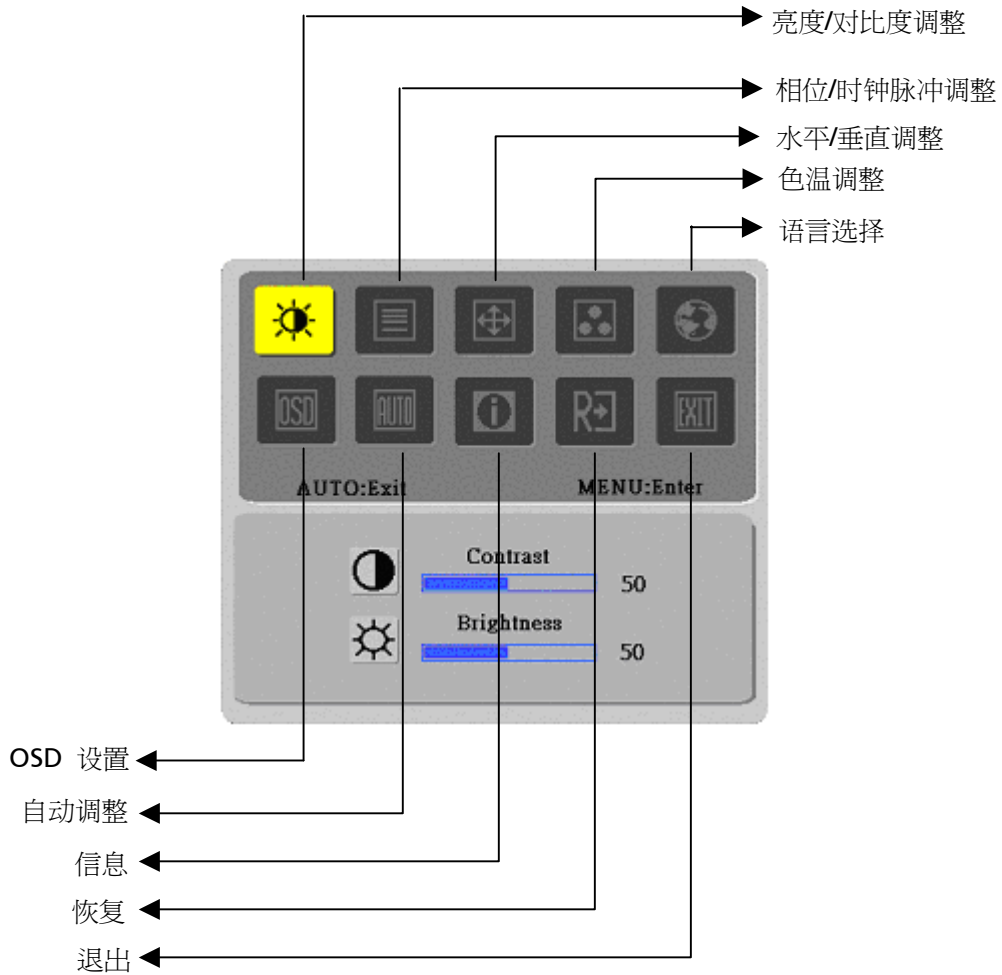 亮度/对比度调整
相位/时钟脉冲调整
水平/垂直调整
色温调整
语言选择
OSD AUTO i R EXIT
AUTO:Exit MENU:Enter
Contrast
50
Brightness
50
OSD 设置
自动调整
信息
恢复
退出